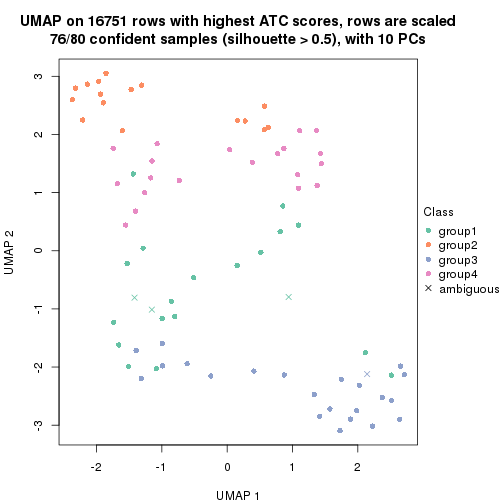 UMAP on 16751 rows with highest ATC scores, rows are scaled
76/80 confident samples (silhouette > 0.5), with 10 PCs
3
2
1
0
-1
-2
-3
UMAP 2
-2
-1
0
1
2
UMAP 1
Class
group1
group2
group3
group4
ambiguous